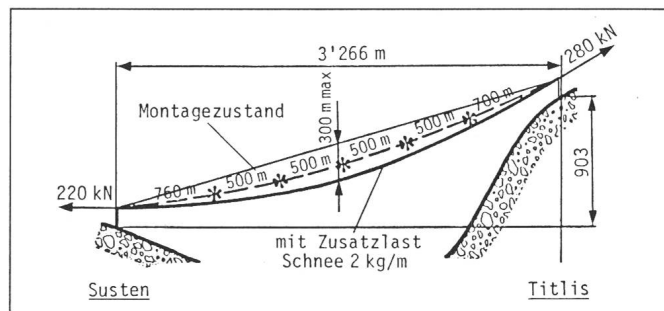 3'266 m
280 kN
300 m max
Montagezustand
700 m
500 m
500 m
500 m
500 m
760 m
220 kN
903
mit Zusatzlast
Schnee 2 kg/m
Susten
Titlis